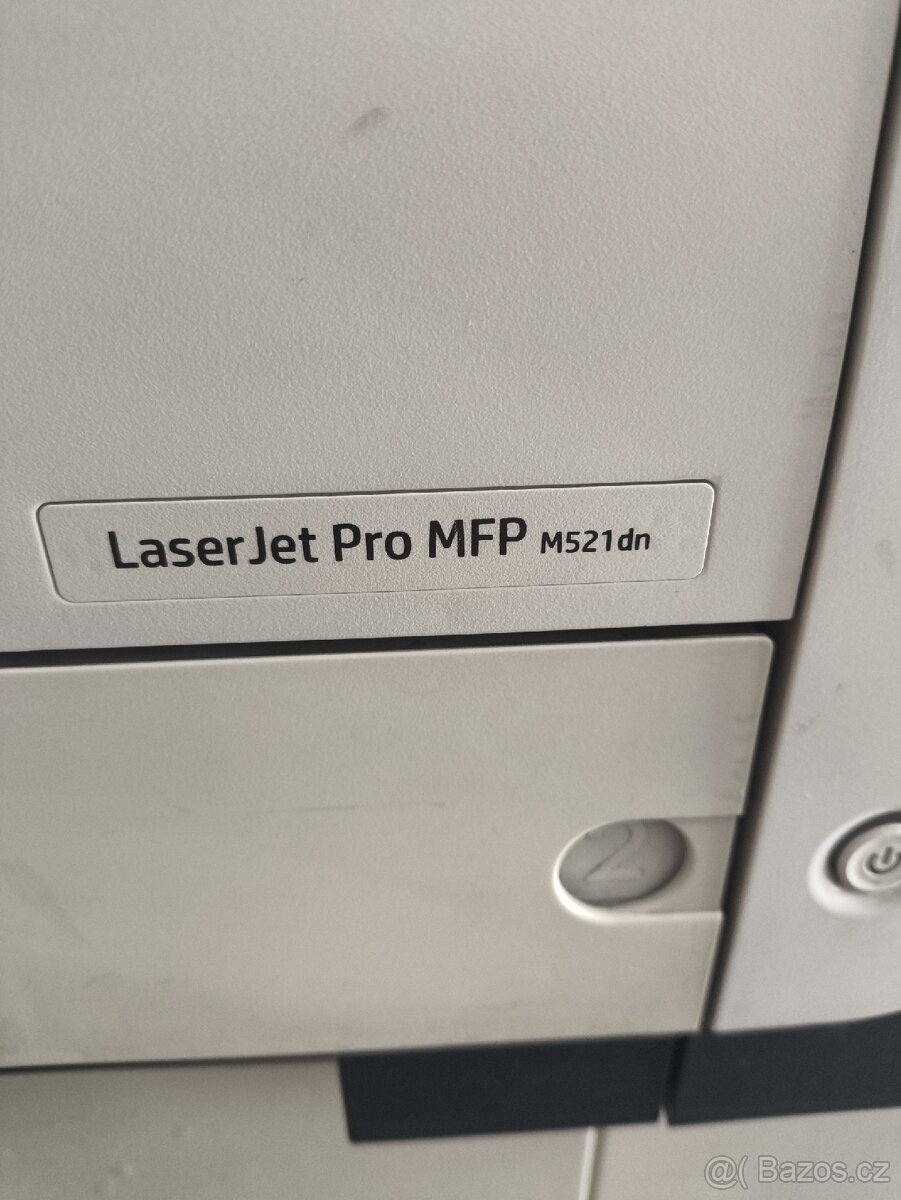 LaserJet Pro MFP M521dn
2
@( Bazos.cz